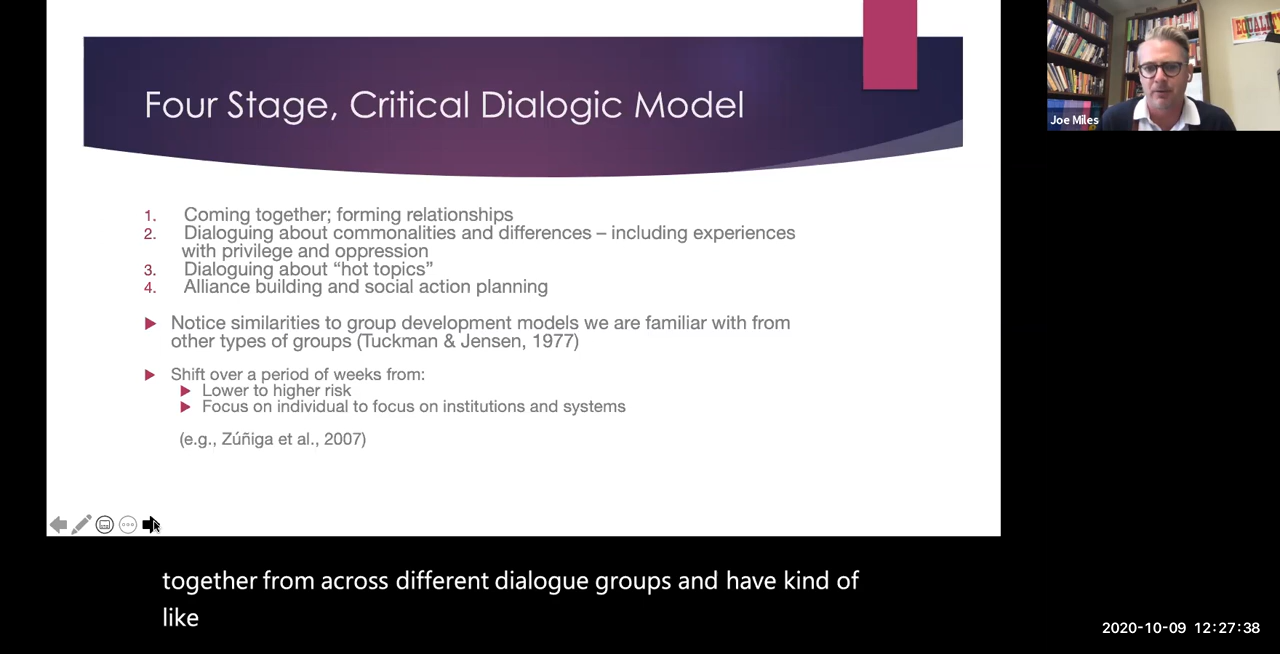 Four Stage, Critical Dialogic Model
1. Coming together; forming relationships
2. Dialoguing about commonalities and differences – including experiences
with privilege and oppression
3. Dialoguing about “hot topics”
4. Alliance building and social action planning
Notice similarities to group development models we are familiar with from
other types of groups (Tuckman & Jensen, 1977)
Shift over a period of weeks from:
Lower to higher risk
Focus on individual to focus on institutions and systems
(e.g., Zúñiga et al., 2007)
Joe Miles
together from across different dialogue groups and have kind of
like
2020-10-09 12:27:38